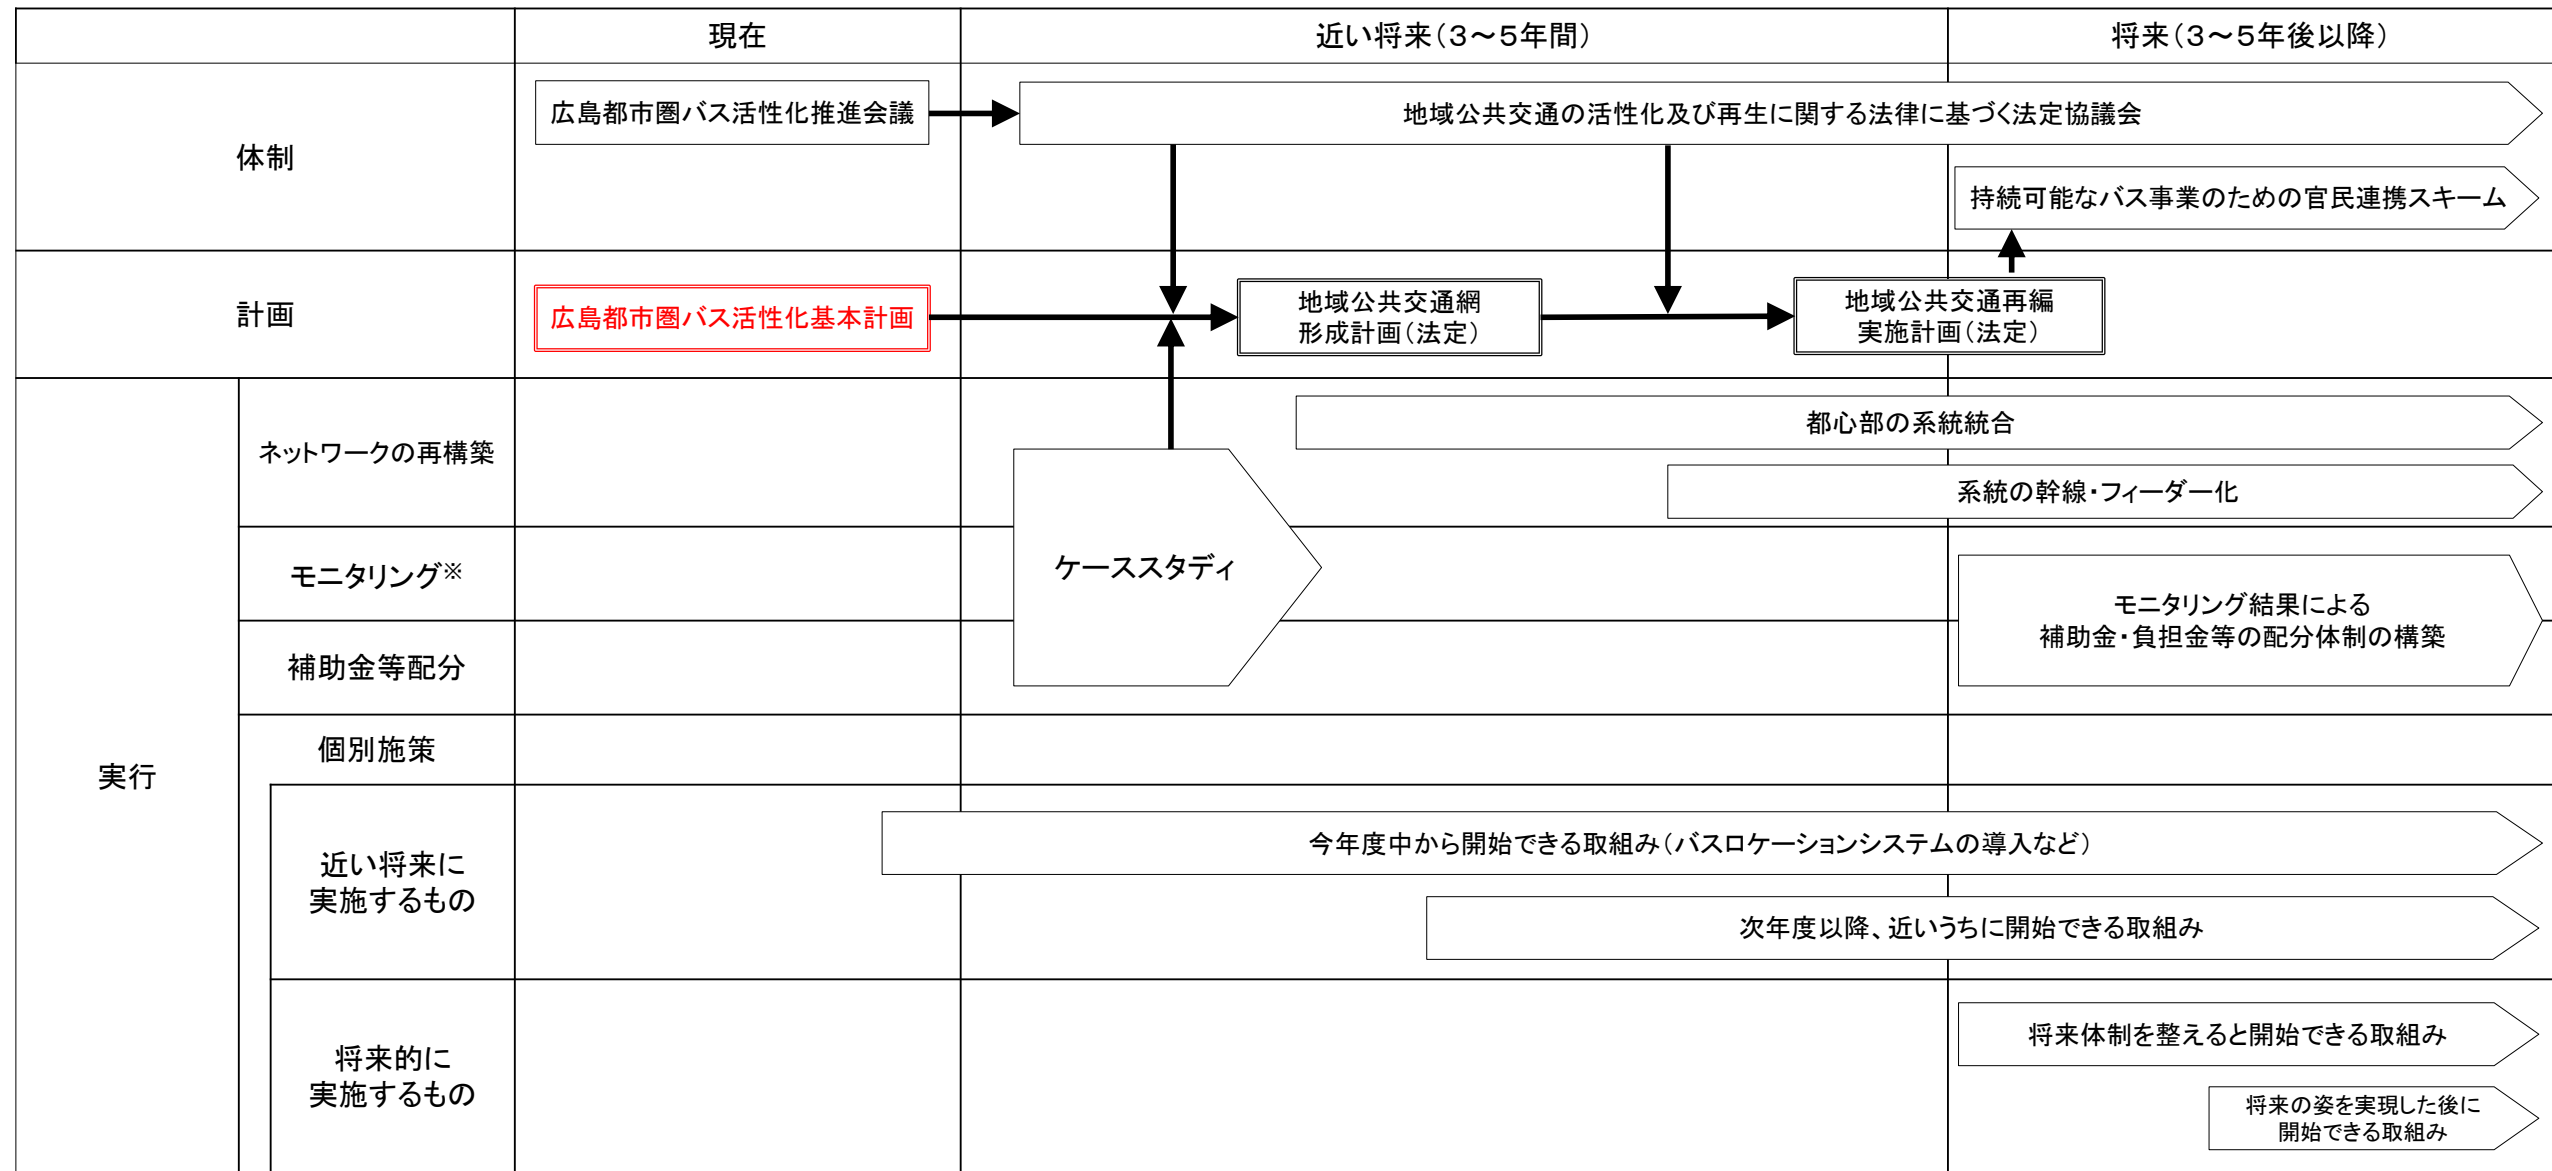 現在
近い将来(3～5年間)
将来(3～5年後以降)
体制
広島都市圏バス活性化推進会議
地域公共交通の活性化及び再生に関する法律に基づく法定協議会
持続可能なバス事業のための官民連携スキーム
計画
広島都市圏バス活性化基本計画
地域公共交通網
形成計画(法定)
地域公共交通再編
実施計画(法定)
実行
ネットワークの再構築
都心部の系統統合
系統の幹線・フィーダー化
モニタリング※
ケーススタディ
モニタリング結果による
補助金・負担金等の配分体制の構築
補助金等配分
個別施策
近い将来に
実施するもの
今年度中から開始できる取組み(バスロケーションシステムの導入など)
次年度以降、近いうちに開始できる取組み
将来的に
実施するもの
将来体制を整えると開始できる取組み
将来の姿を実現した後に
開始できる取組み